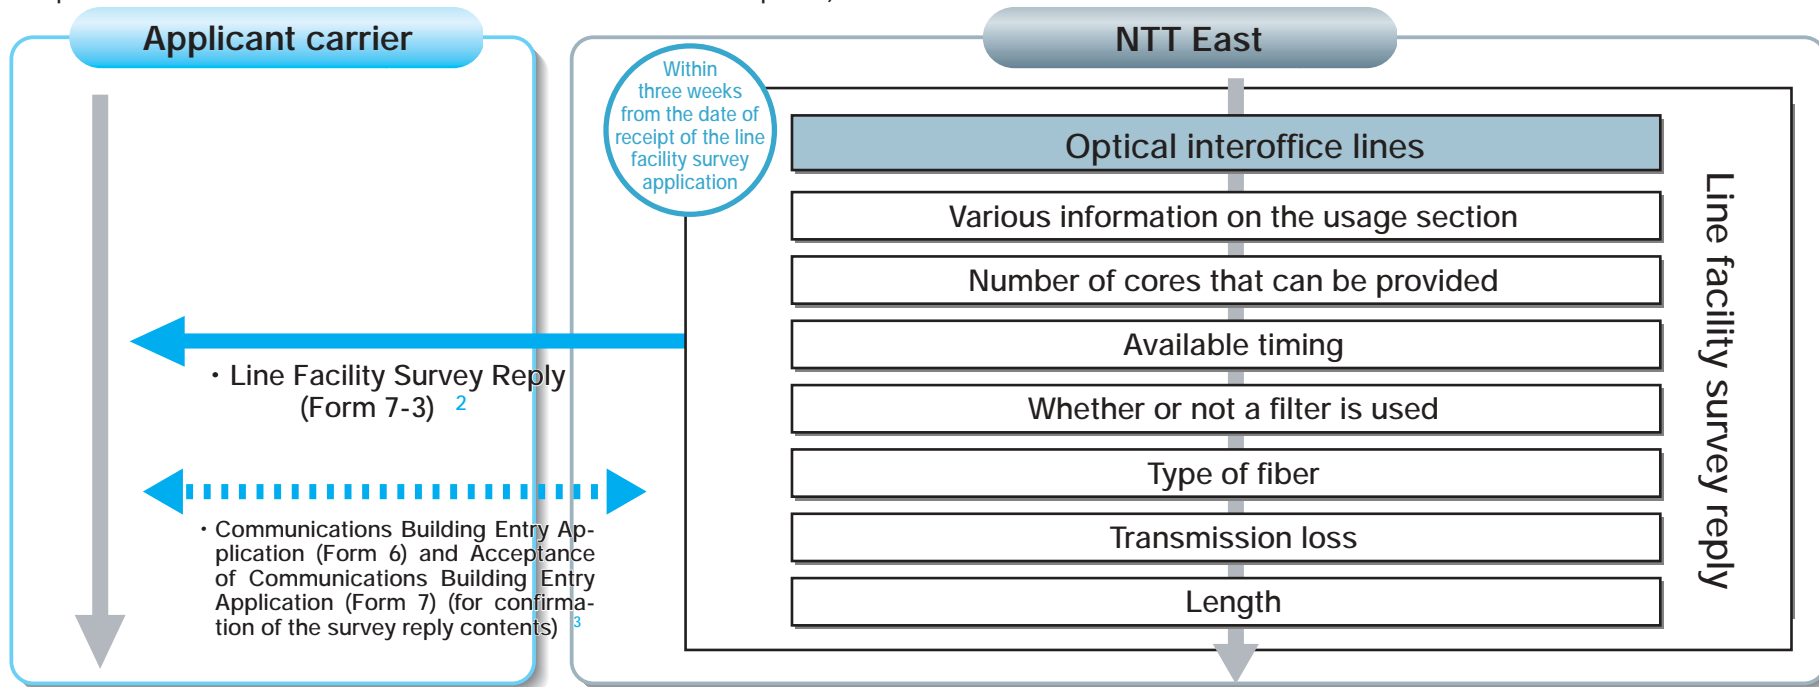 Applicant carrier
NTT East
Within
three weeks
from the date of
receipt of the line
facility survey
application
Optical interoffice lines
Various information on the usage section
Number of cores that can be provided
Available timing
Whether or not a filter is used
Type of fiber
Transmission loss
Length
Line facility survey reply
・Line Facility Survey Reply
(Form 7-3) 2
・Communications Building Entry Ap-
plication (Form 6) and Acceptance
of Communications Building Entry
Application (Form 7) (for confirma-
tion of the survey reply contents) 3